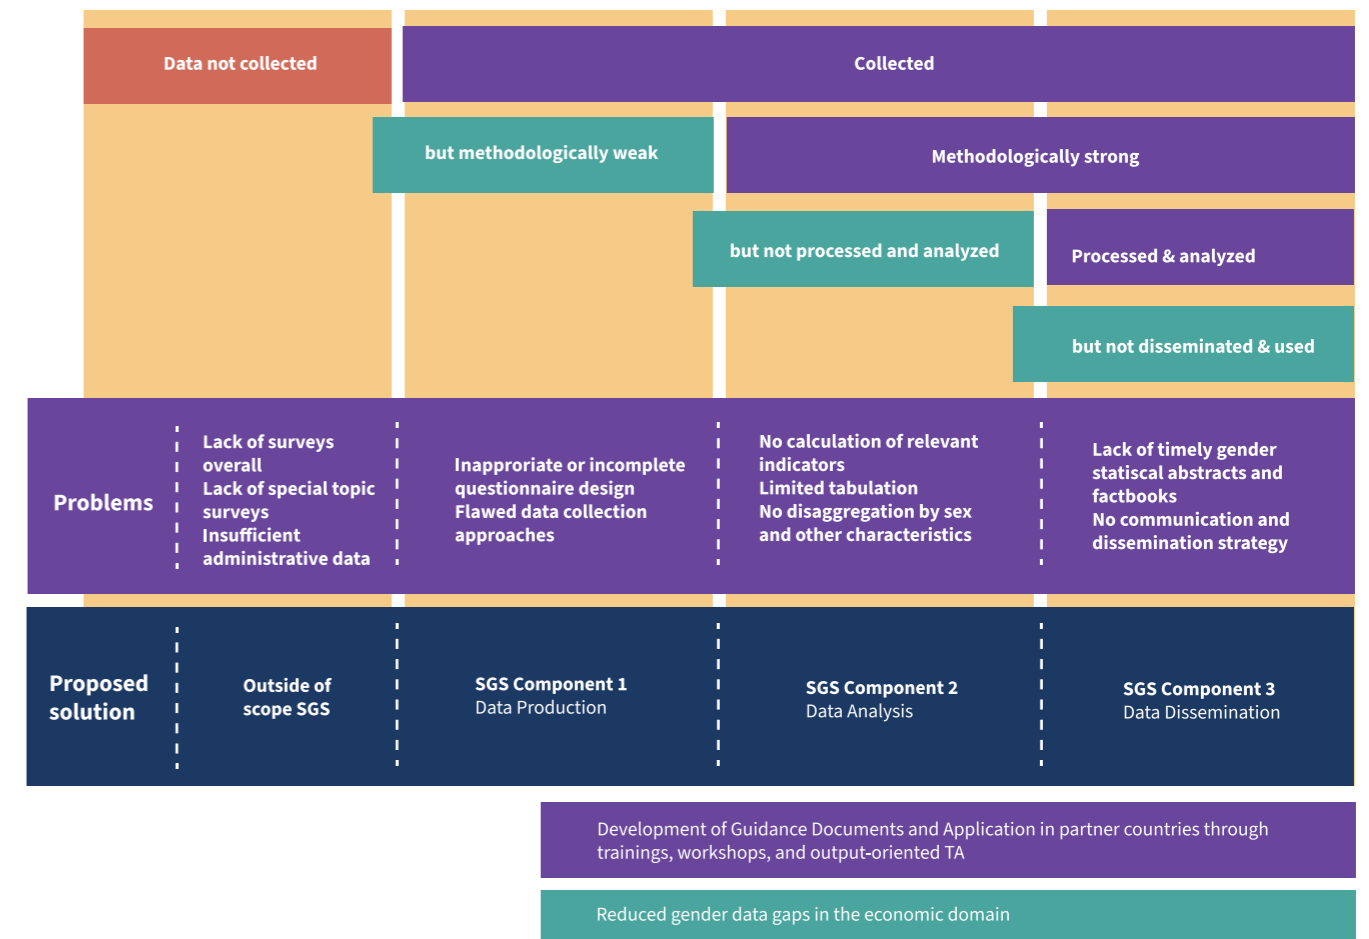 Data not collected
Collected
but methodologically weak
Methodologically strong
but not processed and analyzed
Processed & analyzed
but not disseminated & used
Problems
Lack of surveys
overall
Lack of special topic
surveys
Insufficient
administrative data
Inapproriate or incomplete
questionnaire design
Flawed data collection
approaches
No calculation of relevant
indicators
Limited tabulation
No disaggregation by sex
and other characteristics
Lack of timely gender
statiscal abstracts and
factbooks
No communication and
dissemination strategy
Proposed
solution
Outside of
scope SGS
SGS Component 1
Data Production
SGS Component 2
Data Analysis
SGS Component 3
Data Dissemination
Development of Guidance Documents and Application in partner countries through
trainings, workshops, and output-oriented TA
Reduced gender data gaps in the economic domain